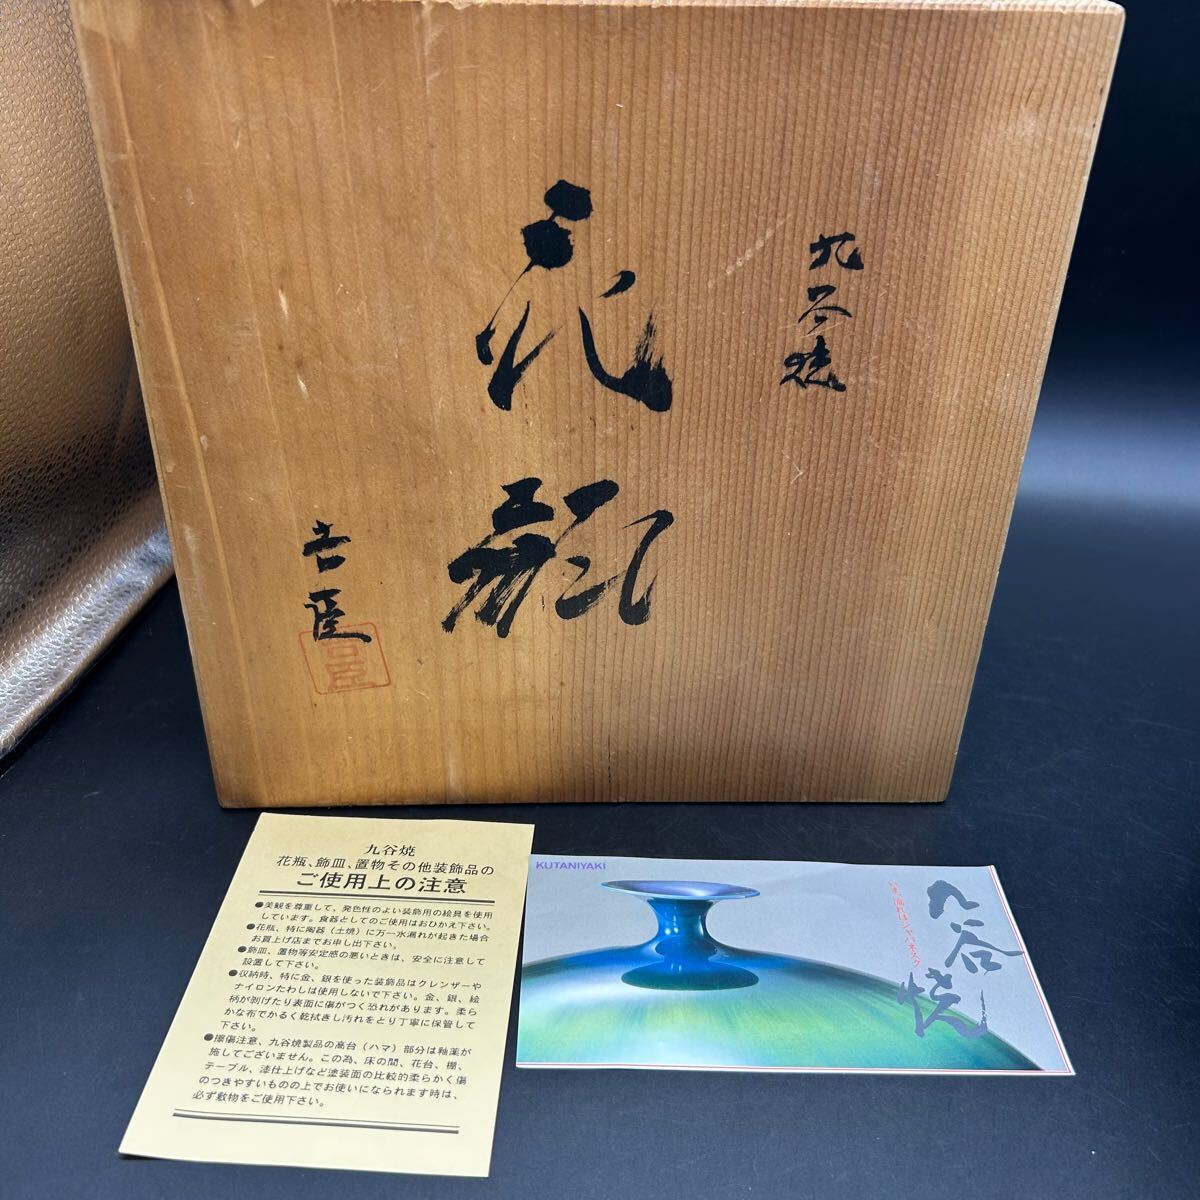 九谷焼
花瓶
吉匡
吉臣
九谷焼
花瓶、飾皿、置物その他装飾品の
ご使用上の注意
●美観を尊重して、発色性のよい装飾用の絵具を使用
しています。食器としてのご使用はおひかえ下さい。
●花瓶、特に陶器（土焼）に万一水漏れが起きた場合
お買上げ店までお申し出下さい。
●飾皿、置物等安定感の悪いときは、安全に注意して
設置して下さい。
●収納時、特に金、銀を使った装飾品はクレンザーや
ナイロンたわしは使用しないで下さい。金、銀、絵
柄が剥げたり表面に傷がつく恐れがあります。柔ら
かな布でかるく乾拭きし汚れをとり丁寧に保管して
下さい。
●擦傷注意、九谷焼製品の高台（ハマ）部分は釉薬が
施してございません。この為、床の間、花台、棚、
テーブル、漆仕上げなど塗装面の比較的柔らかく傷
のつきやすいものの上でお使いになられます時は、
必ず敷物をご使用下さい。
KUTANIYAKI
いま、濡れ色ジャパネスク
九谷焼